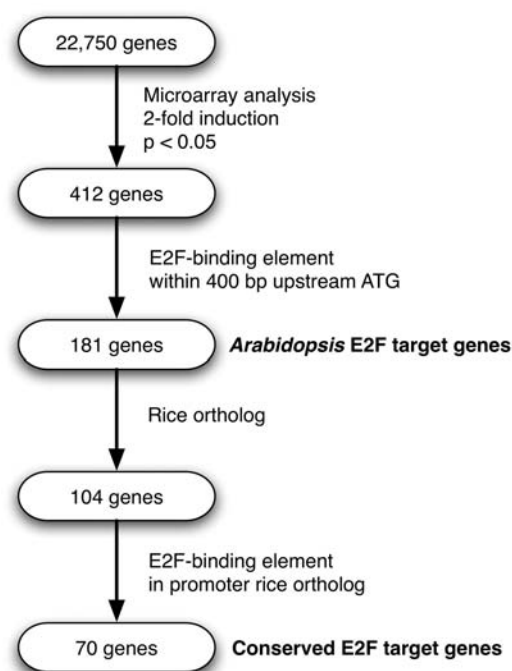 22,750 genes
Microarray analysis
2-fold induction
p < 0.05
412 genes
E2F-binding element
within 400 bp upstream ATG
181 genes
Arabidopsis E2F target genes
Rice ortholog
104 genes
E2F-binding element
in promoter rice ortholog
70 genes
Conserved E2F target genes